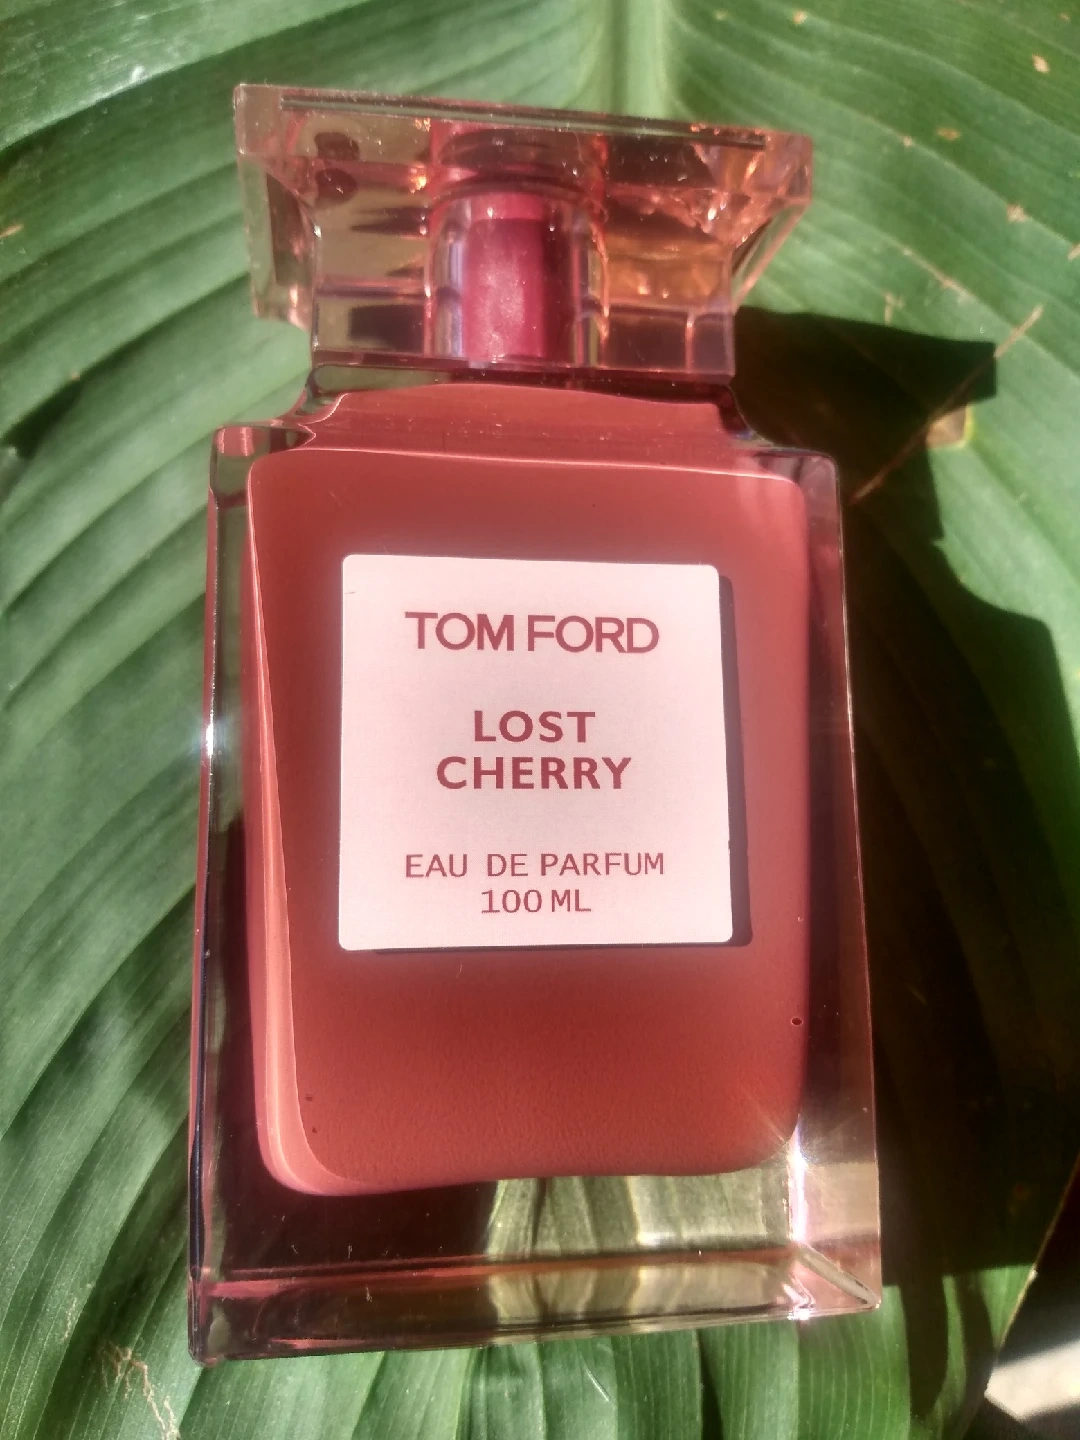 TOM FORD
LOST
CHERRY
EAU DE PARFUM
100 ML